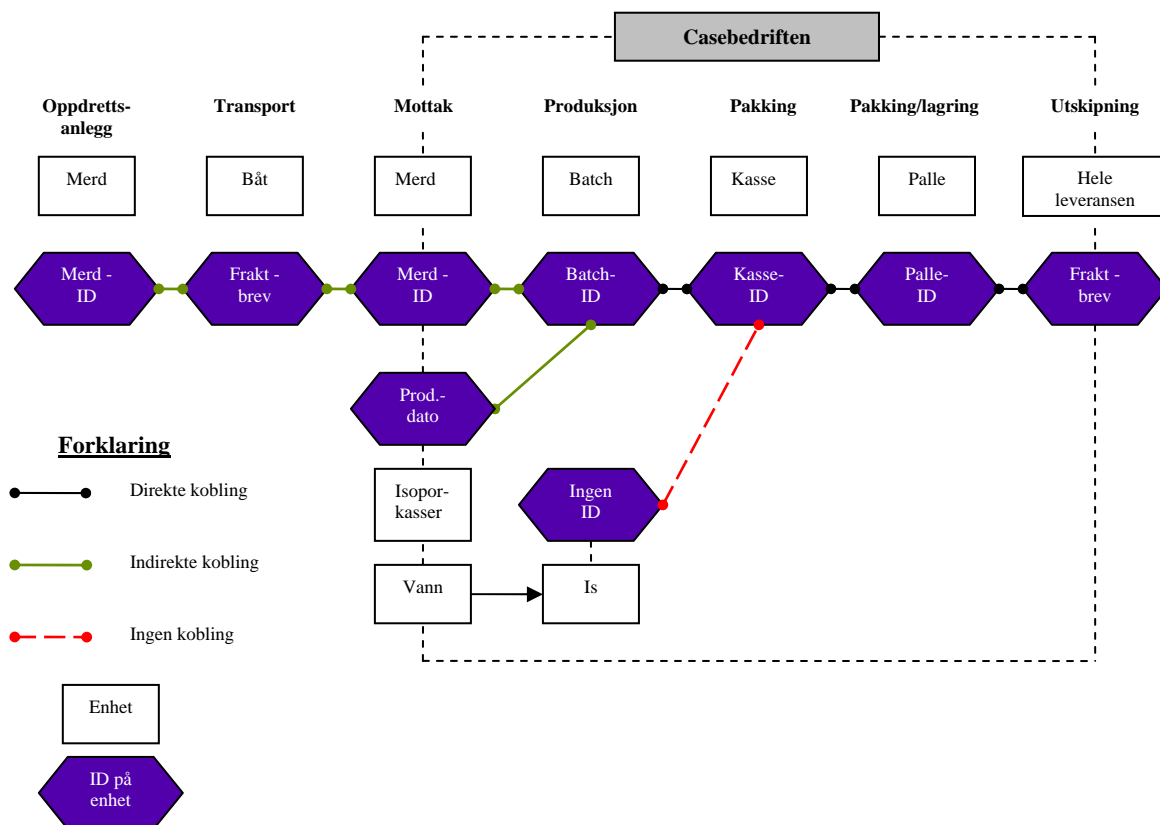 Casebedriften
Oppdretts-
anlegg
Transport
Mottak
Produksjon
Pakking
Pakking/lagring
Utskipning
Merd
Båt
Merd
Batch
Kasse
Palle
Hele
leveransen
Merd -
ID
Frakt -
brev
Merd -
ID
Batch-
ID
Kasse-
ID
Palle-
ID
Frakt -
brev
Prod.-
dato
Forklaring
Direkte kobling
Indirekte kobling
Ingen kobling
Isopor-
kasser
Ingen
ID
Vann
Is
Enhet
ID på
enhet